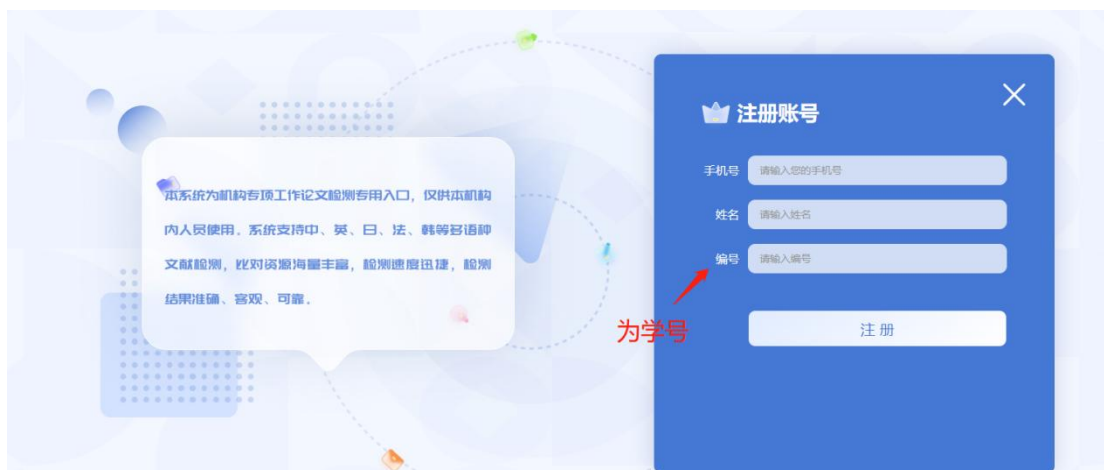 本系统为机构专项工作论文检测专用入口，仅供本机构
内人员使用。系统支持中、英、日、法、韩等多语种
文献检测，比对资源海量丰富，检测速度迅捷，检测
结果准确、客观、可靠。
注册账号
手机号 请输入您的手机号
姓名 请输入姓名
编号 请输入编号
为学号
注 册